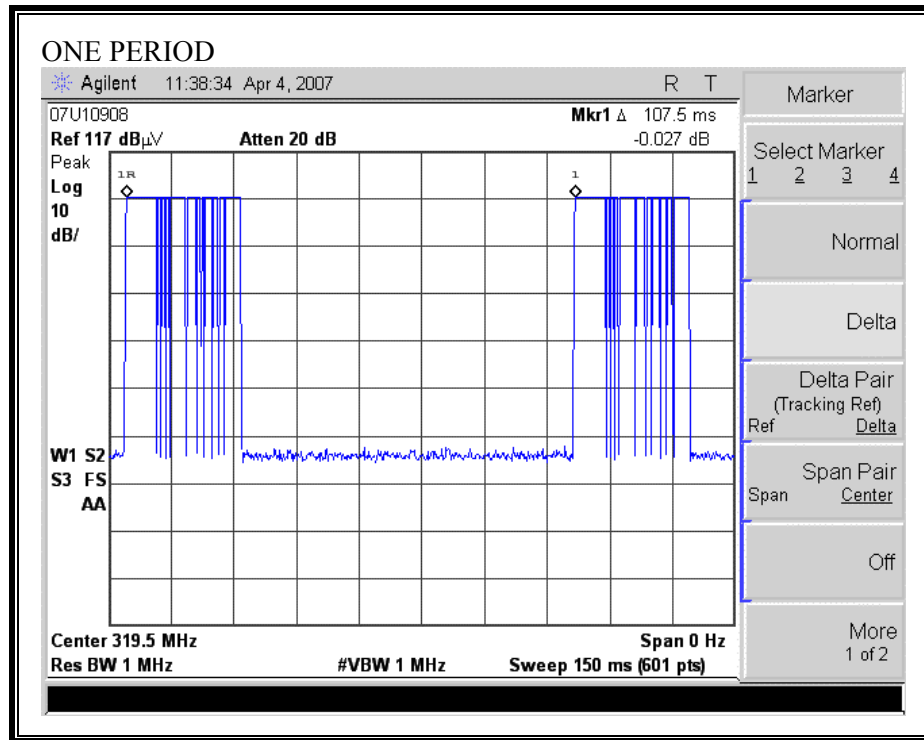 ONE PERIOD
Agilent 11:38:34 Apr 4, 2007 R T
07U10908
Mkr1 Δ 107.5 ms
Ref 117 dBµV Atten 20 dB -0.027 dB
Peak
Log
10
dB/
1R
1
W1 S2
S3 FS
AA
Center 319.5 MHz Span 0 Hz
Res BW 1 MHz #VBW 1 MHz Sweep 150 ms (601 pts)
Marker
Select Marker
1 2 3 4
Normal
Delta
Delta Pair
(Tracking Ref)
Ref Delta
Span Pair
Span Center
Off
More
1 of 2